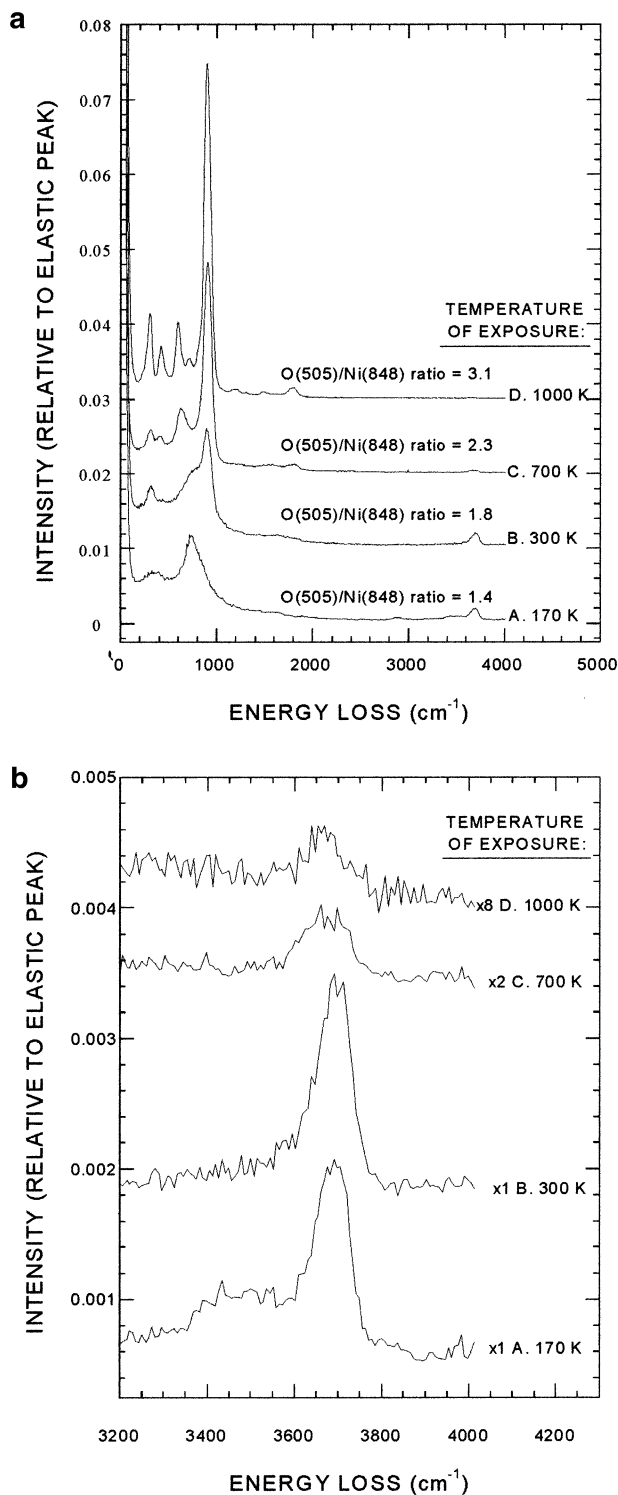 a
INTENSITY (RELATIVE TO ELASTIC PEAK)
0.08
0.07
0.06
0.05
0.04
0.03
0.02
0.01
0
TEMPERATURE
OF EXPOSURE:
O(505)/Ni(848) ratio = 3.1
D. 1000 K
O(505)/Ni(848) ratio = 2.3
C. 700 K
O(505)/Ni(848) ratio = 1.8
B. 300 K
O(505)/Ni(848) ratio = 1.4
A. 170 K
0 1000 2000 3000 4000 5000
ENERGY LOSS (cm-1)
b
INTENSITY (RELATIVE TO ELASTIC PEAK)
0.005
0.004
0.003
0.002
0.001
TEMPERATURE
OF EXPOSURE:
x8 D. 1000 K
x2 C. 700 K
x1 B. 300 K
x1 A. 170 K
3200 3400 3600 3800 4000 4200
ENERGY LOSS (cm-1)